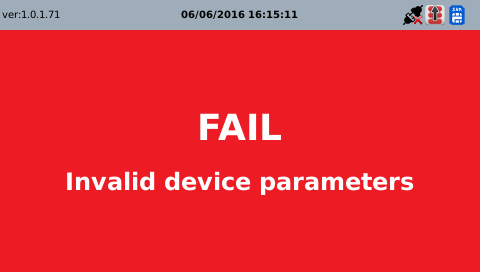 ver:1.0.1.71 06/06/2016 16:15:11
FAIL
Invalid device parameters